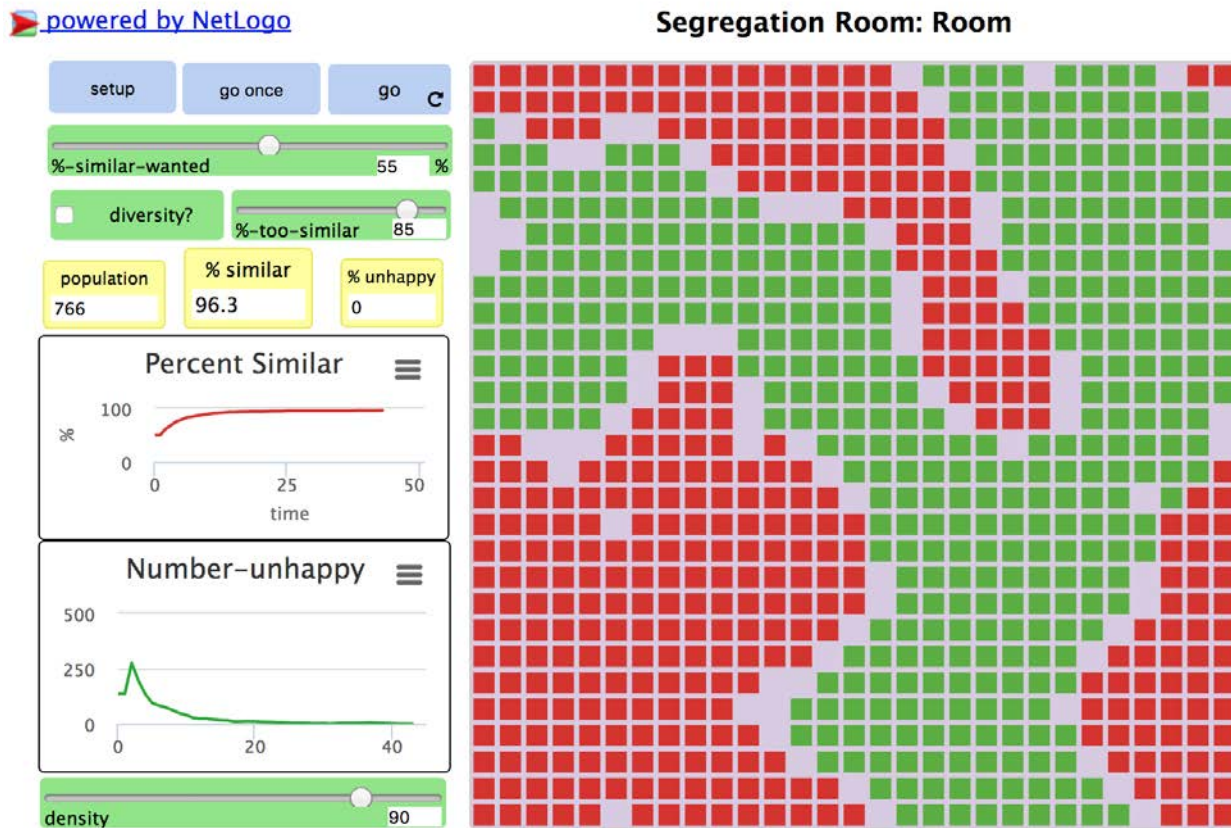 powered by NetLogo
Segregation Room: Room
setup
go once
go
%-similar-wanted
55 %
diversity?
%-too-similar
85
population
766
% similar
96.3
% unhappy
0
Percent Similar
100
%
0
0 25 50
time
Number-unhappy
500
250
0
0 20 40
density
90